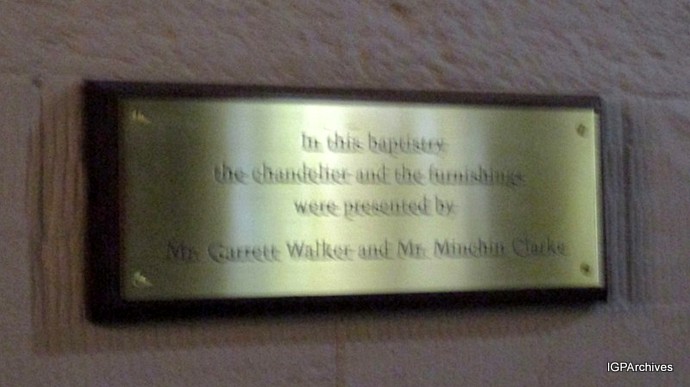 In this baptistry
the chandelier and the furnishings
were presented by
Mr. Garrett Walker and Mr. Minchin Clarke
IGPArchives